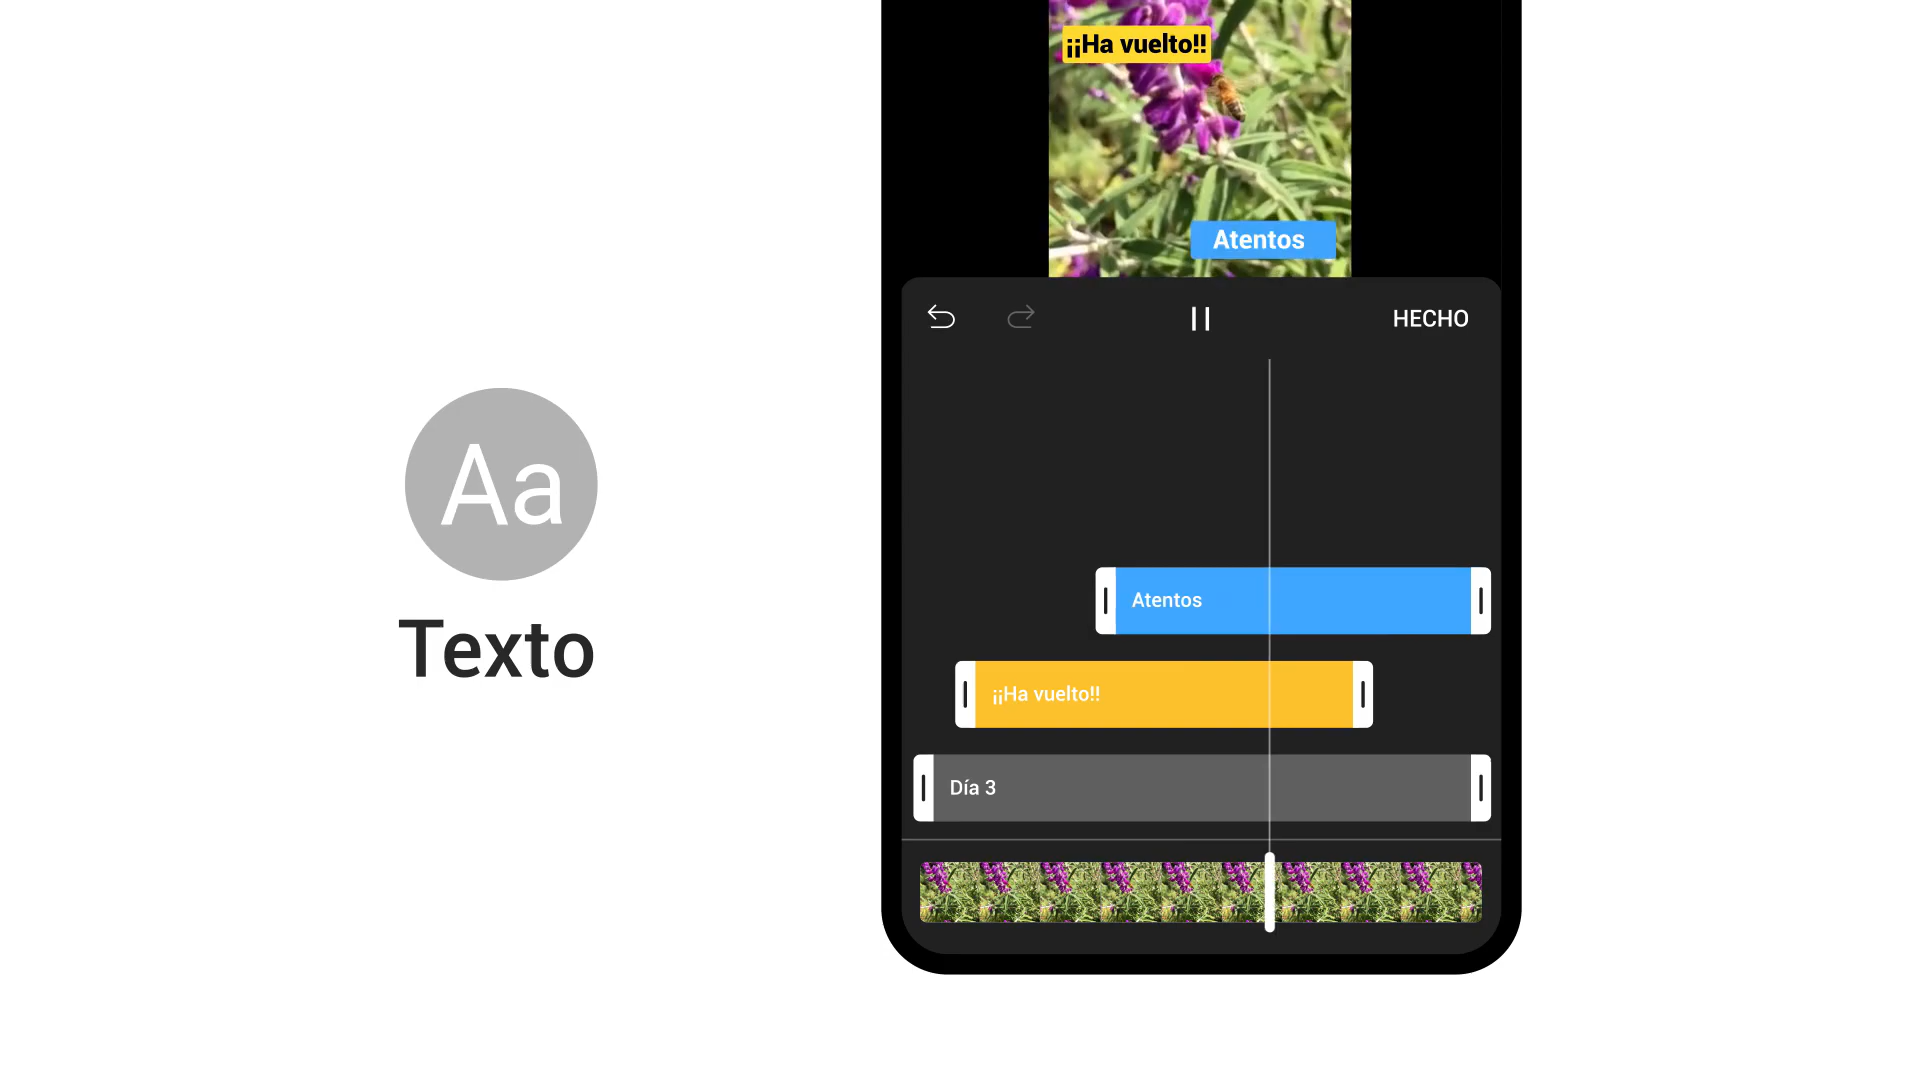 Aa
Texto
¡¡Ha vuelto!!
Atentos
HECHO
Atentos
¡¡Ha vuelto!!
Día 3